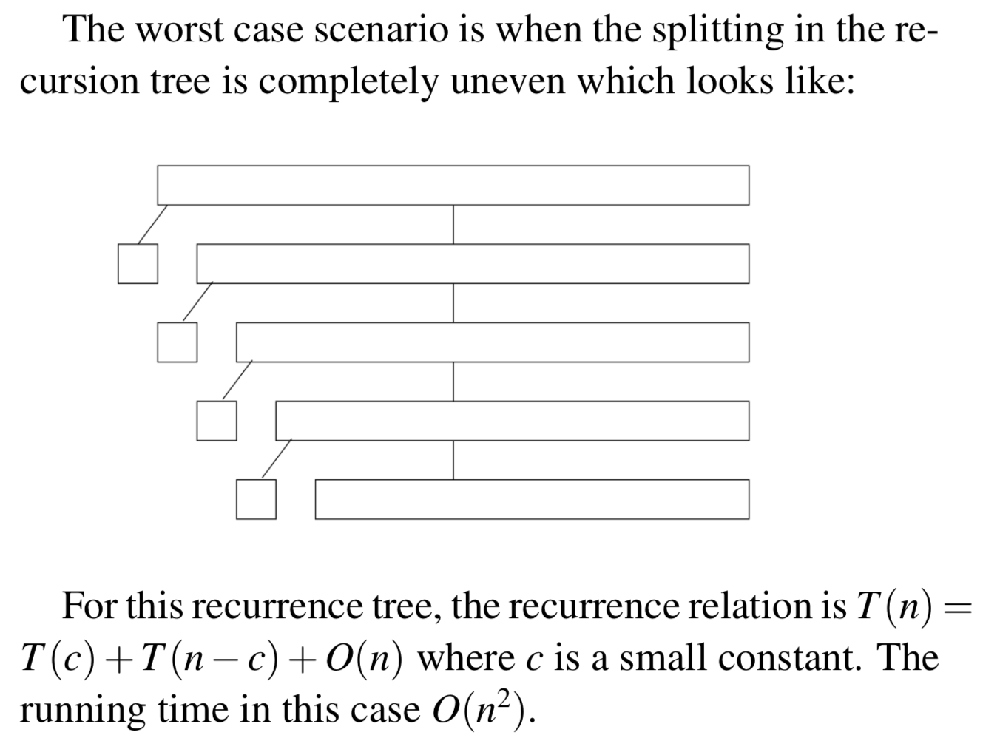 The worst case scenario is when the splitting in the re-
cursion tree is completely uneven which looks like:
For this recurrence tree, the recurrence relation is T(n) =
T(c) + T(n − c) + O(n) where c is a small constant. The
running time in this case O(n²).